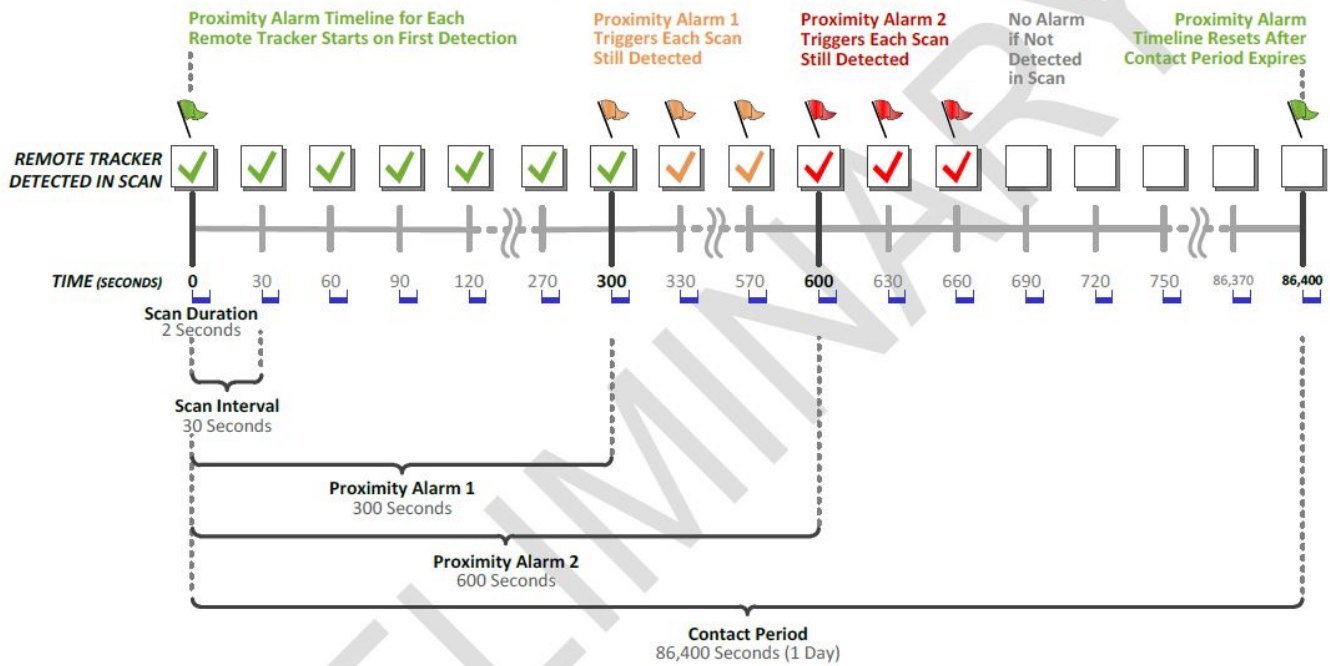 Proximity Alarm Timeline for Each
Remote Tracker Starts on First Detection
Proximity Alarm 1
Triggers Each Scan
Still Detected
Proximity Alarm 2
Triggers Each Scan
Still Detected
No Alarm
if Not
Detected
in Scan
Proximity Alarm
Timeline Resets After
Contact Period Expires
REMOTE TRACKER
DETECTED IN SCAN
TIME (SECONDS) 0 30 60 90 120 270 300 330 570 600 630 660 690 720 750 86,370 86,400
Scan Duration
2 Seconds
Scan Interval
30 Seconds
Proximity Alarm 1
300 Seconds
Proximity Alarm 2
600 Seconds
Contact Period
86,400 Seconds (1 Day)
ELIMINARY